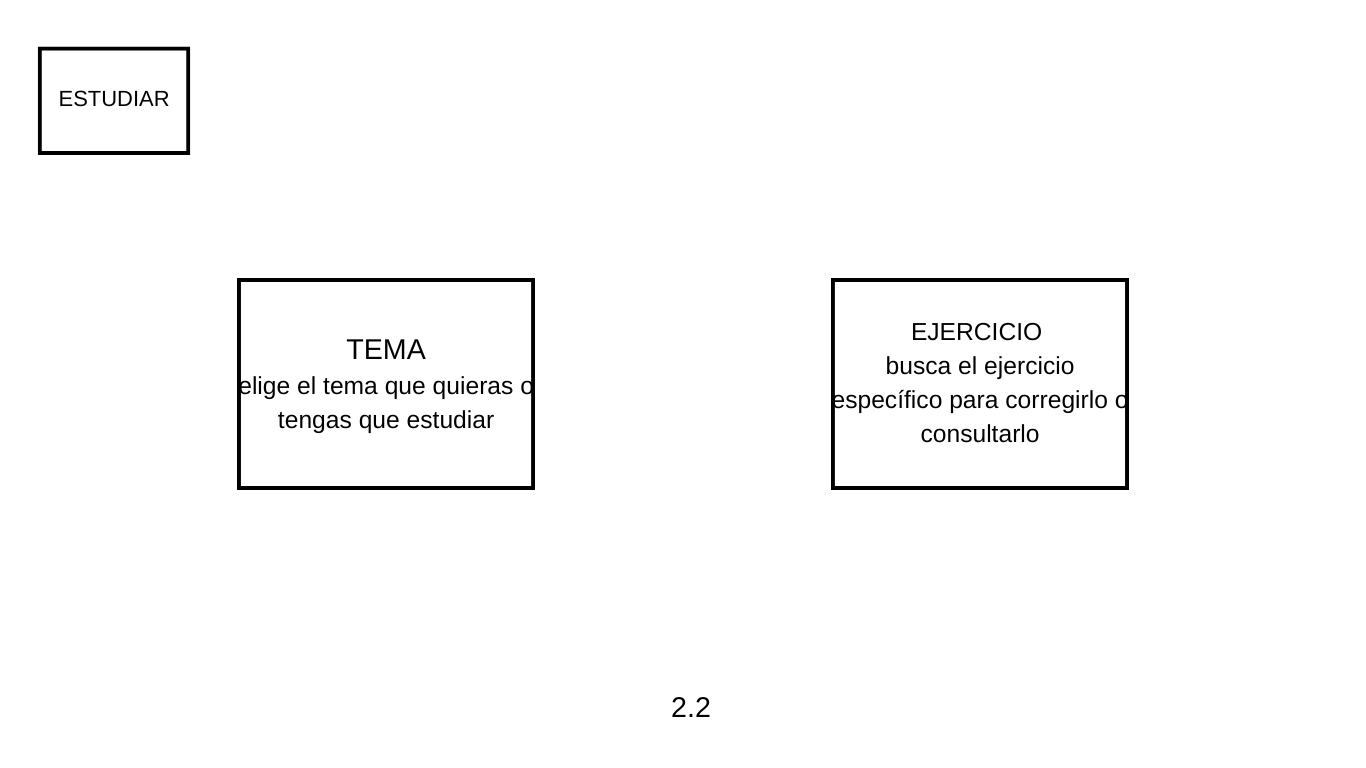 ESTUDIAR
TEMA
elige el tema que quieras o
tengas que estudiar
EJERCICIO
busca el ejercicio
específico para corregirlo o
consultarlo
2.2